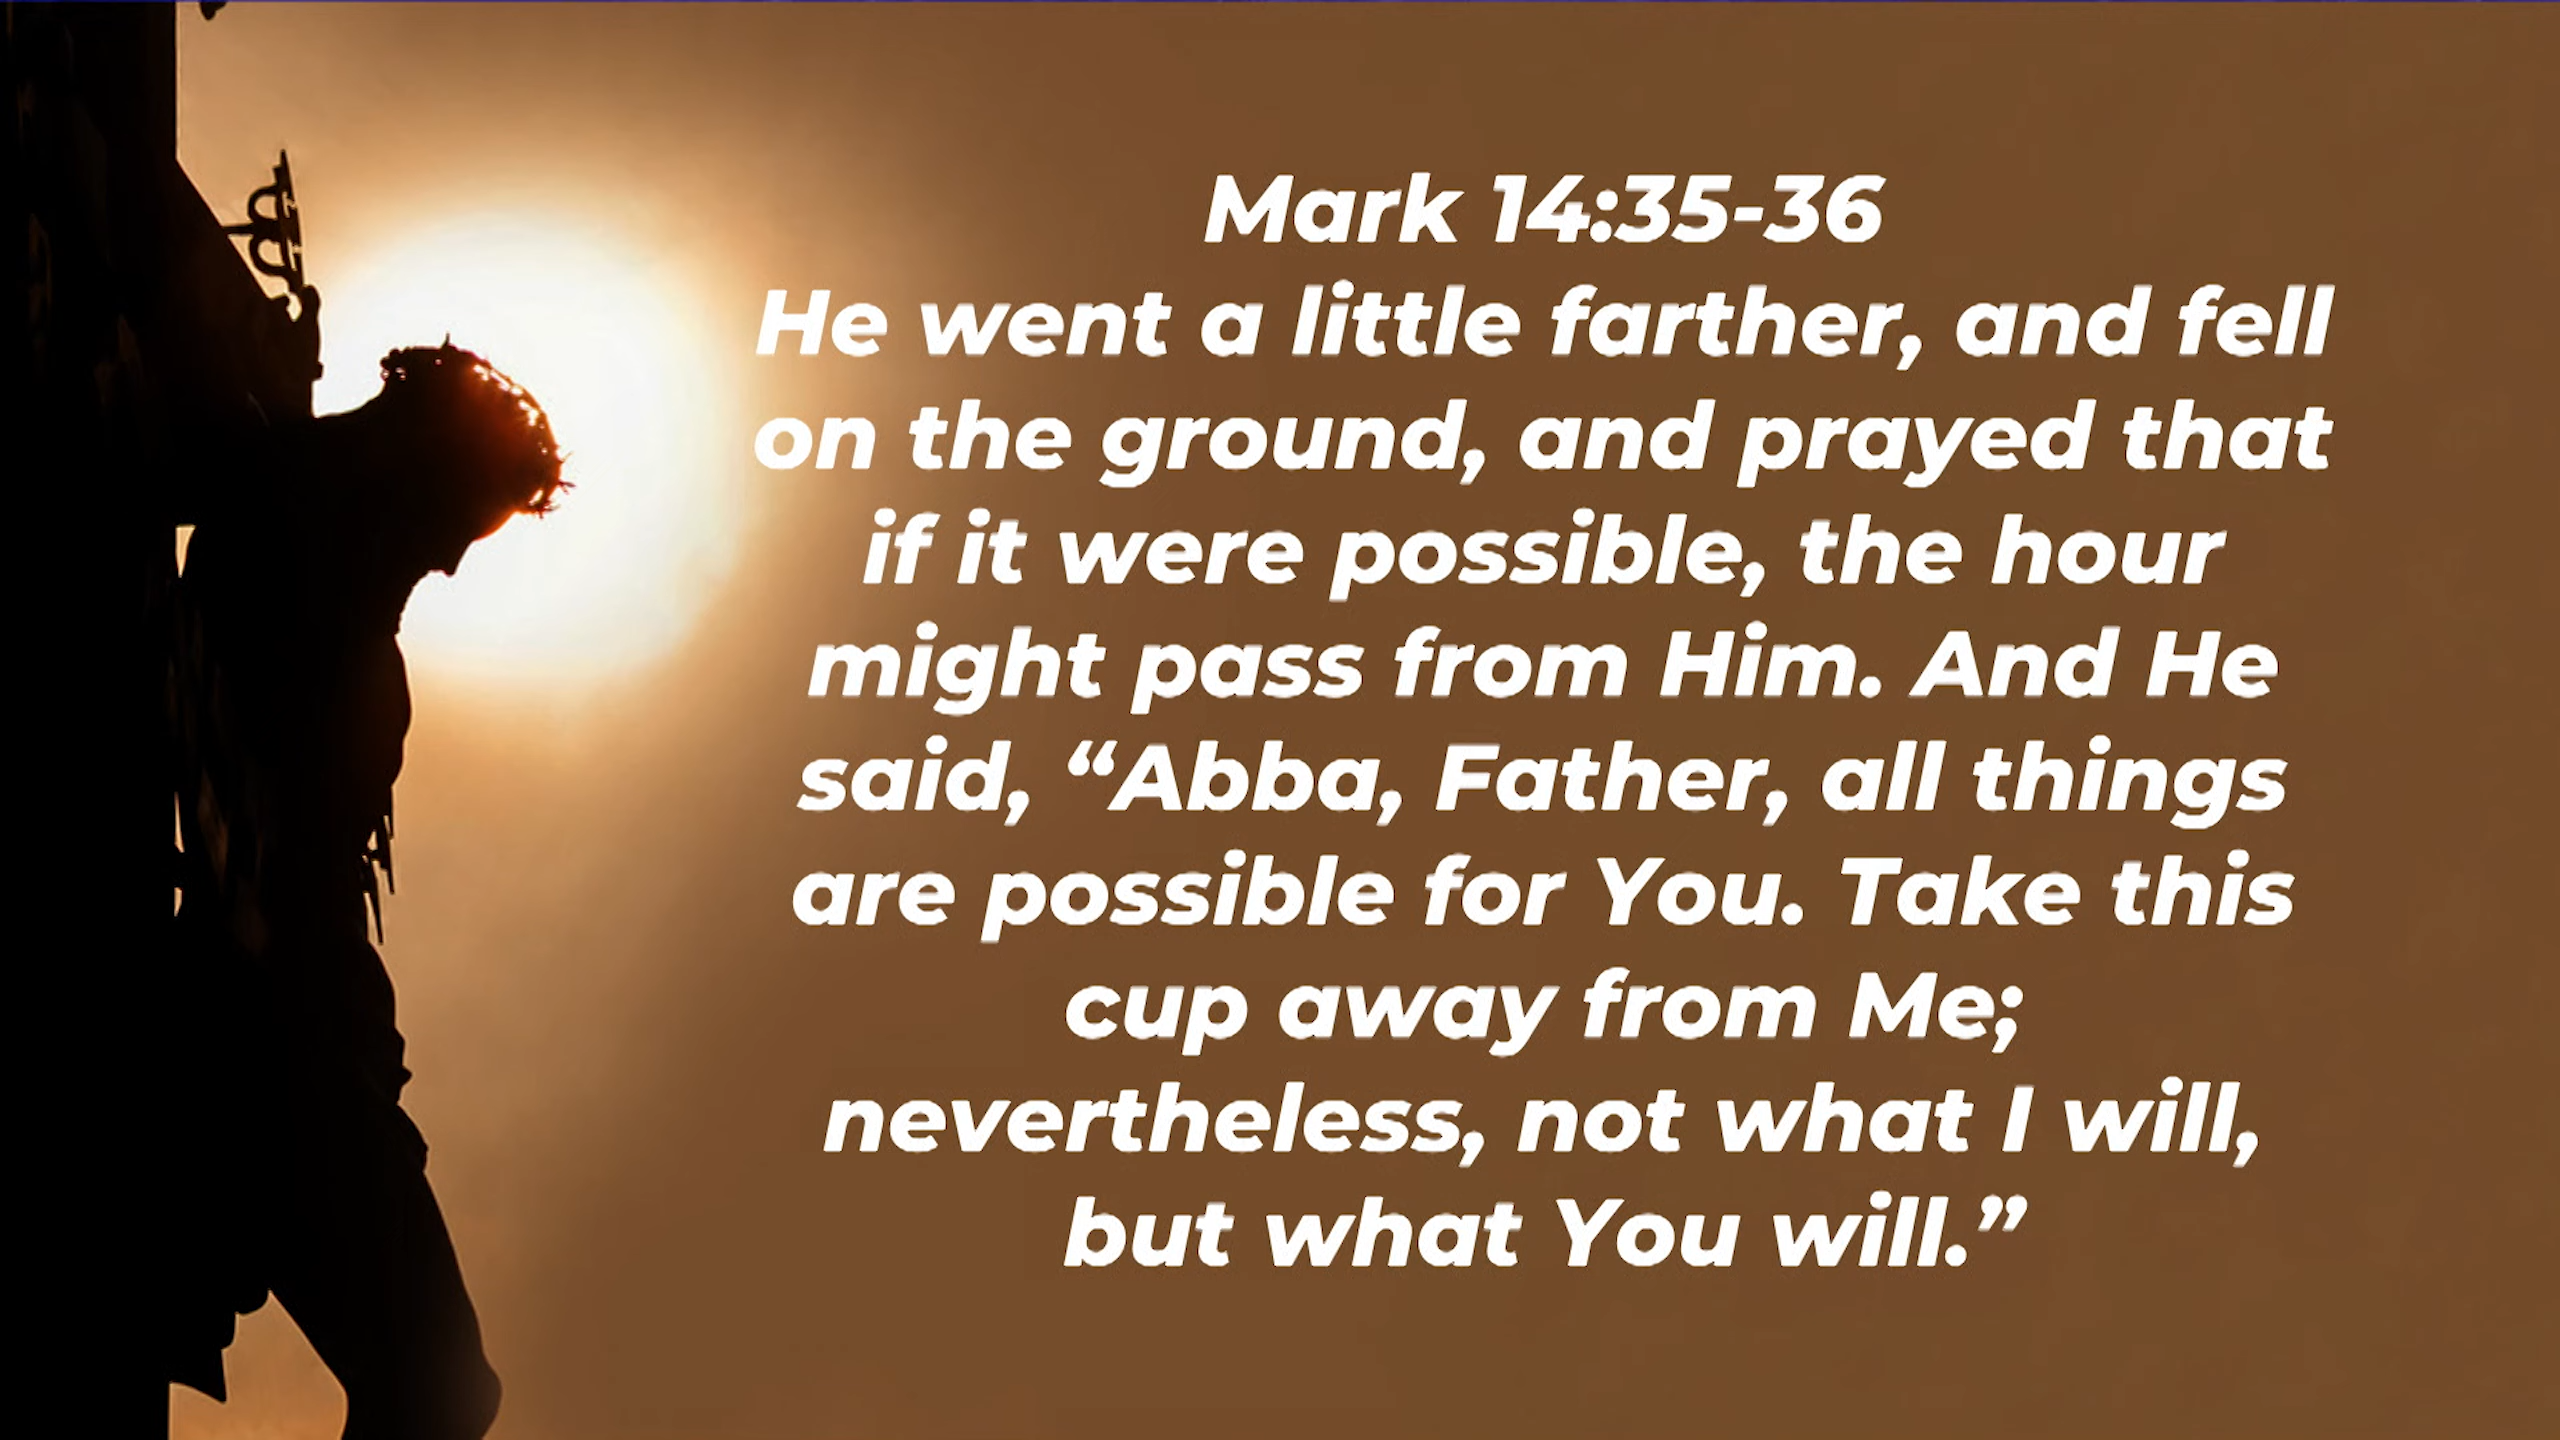 Mark 14:35-36
He went a little farther, and fell
on the ground, and prayed that
if it were possible, the hour
might pass from Him. And He
said, “Abba, Father, all things
are possible for You. Take this
cup away from Me;
nevertheless, not what I will,
but what You will.”